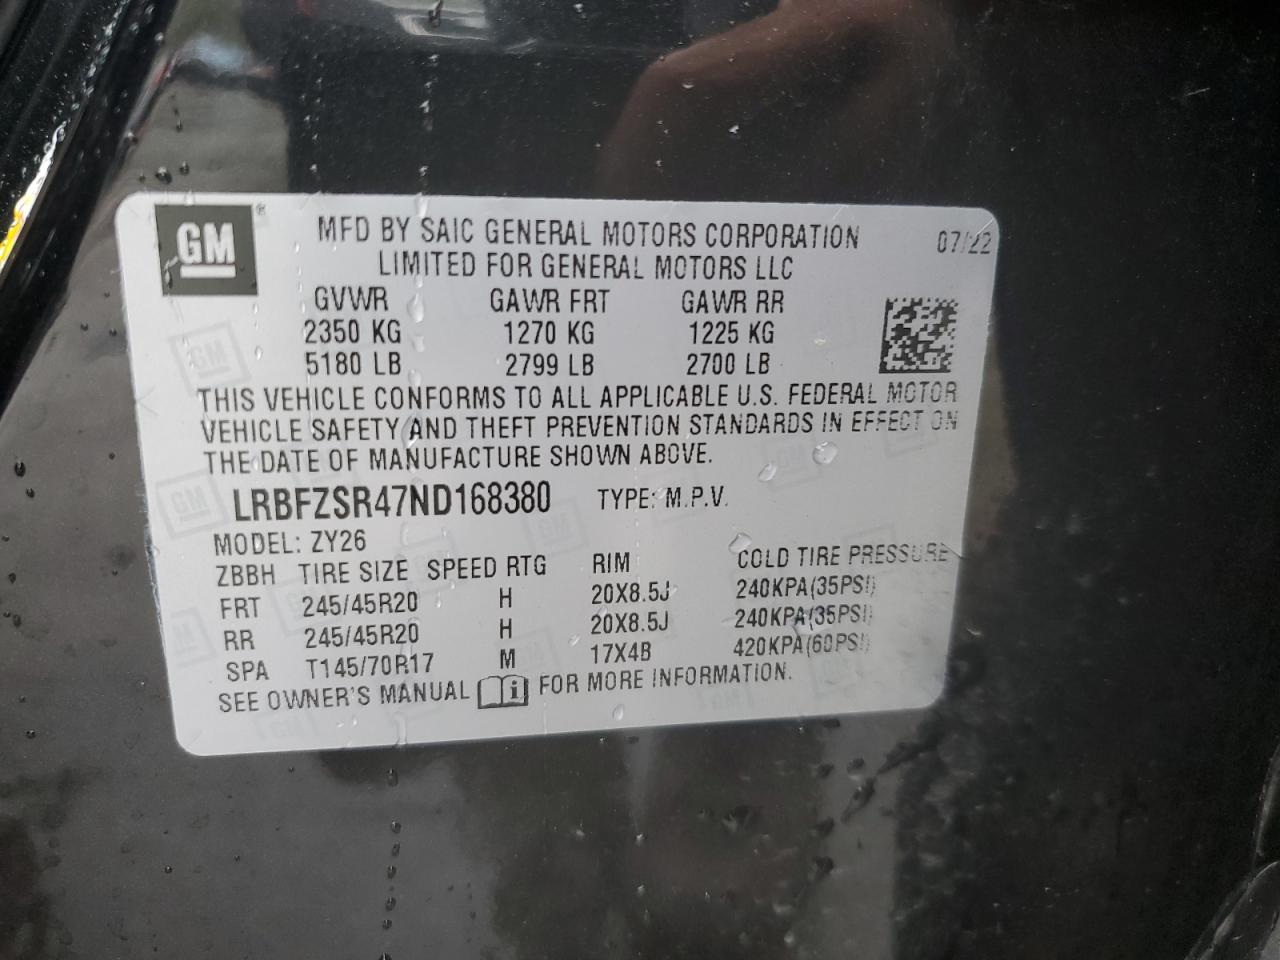 GM ® MFD BY SAIC GENERAL MOTORS CORPORATION 07/22
LIMITED FOR GENERAL MOTORS LLC
GVWR GAWR FRT GAWR RR
2350 KG 1270 KG 1225 KG
5180 LB 2799 LB 2700 LB
THIS VEHICLE CONFORMS TO ALL APPLICABLE U.S. FEDERAL MOTOR
VEHICLE SAFETY AND THEFT PREVENTION STANDARDS IN EFFECT ON
THE DATE OF MANUFACTURE SHOWN ABOVE.
LRBFZSR47ND168380 TYPE: M.P.V.
MODEL: ZY26
ZBBH TIRE SIZE SPEED RTG RIM COLD TIRE PRESSURE
FRT 245/45R20 H 20X8.5J 240KPA(35PSI)
RR 245/45R20 H 20X8.5J 240KPA(35PSI)
SPA T145/70R17 M 17X4B 420KPA(60PSI)
SEE OWNER'S MANUAL FOR MORE INFORMATION.